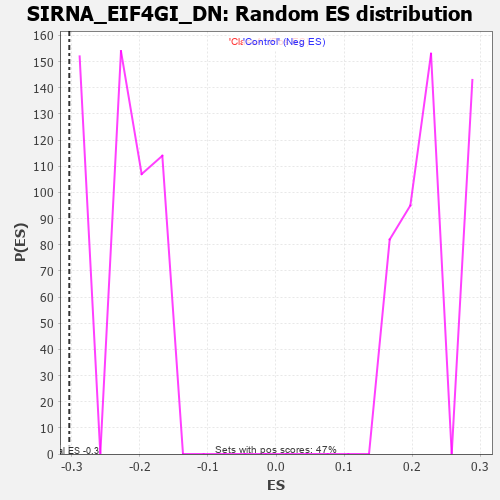 SIRNA_EIF4GI_DN: Random ES distribution
'Control' (Neg ES)
160
150
140
130
120
110
100
90
80
70
60
50
40
30
20
10
0
P(ES)
ES -0.3
Sets with pos scores: 47%
-0.3 -0.2 -0.1 0.0 0.1 0.2 0.3
ES